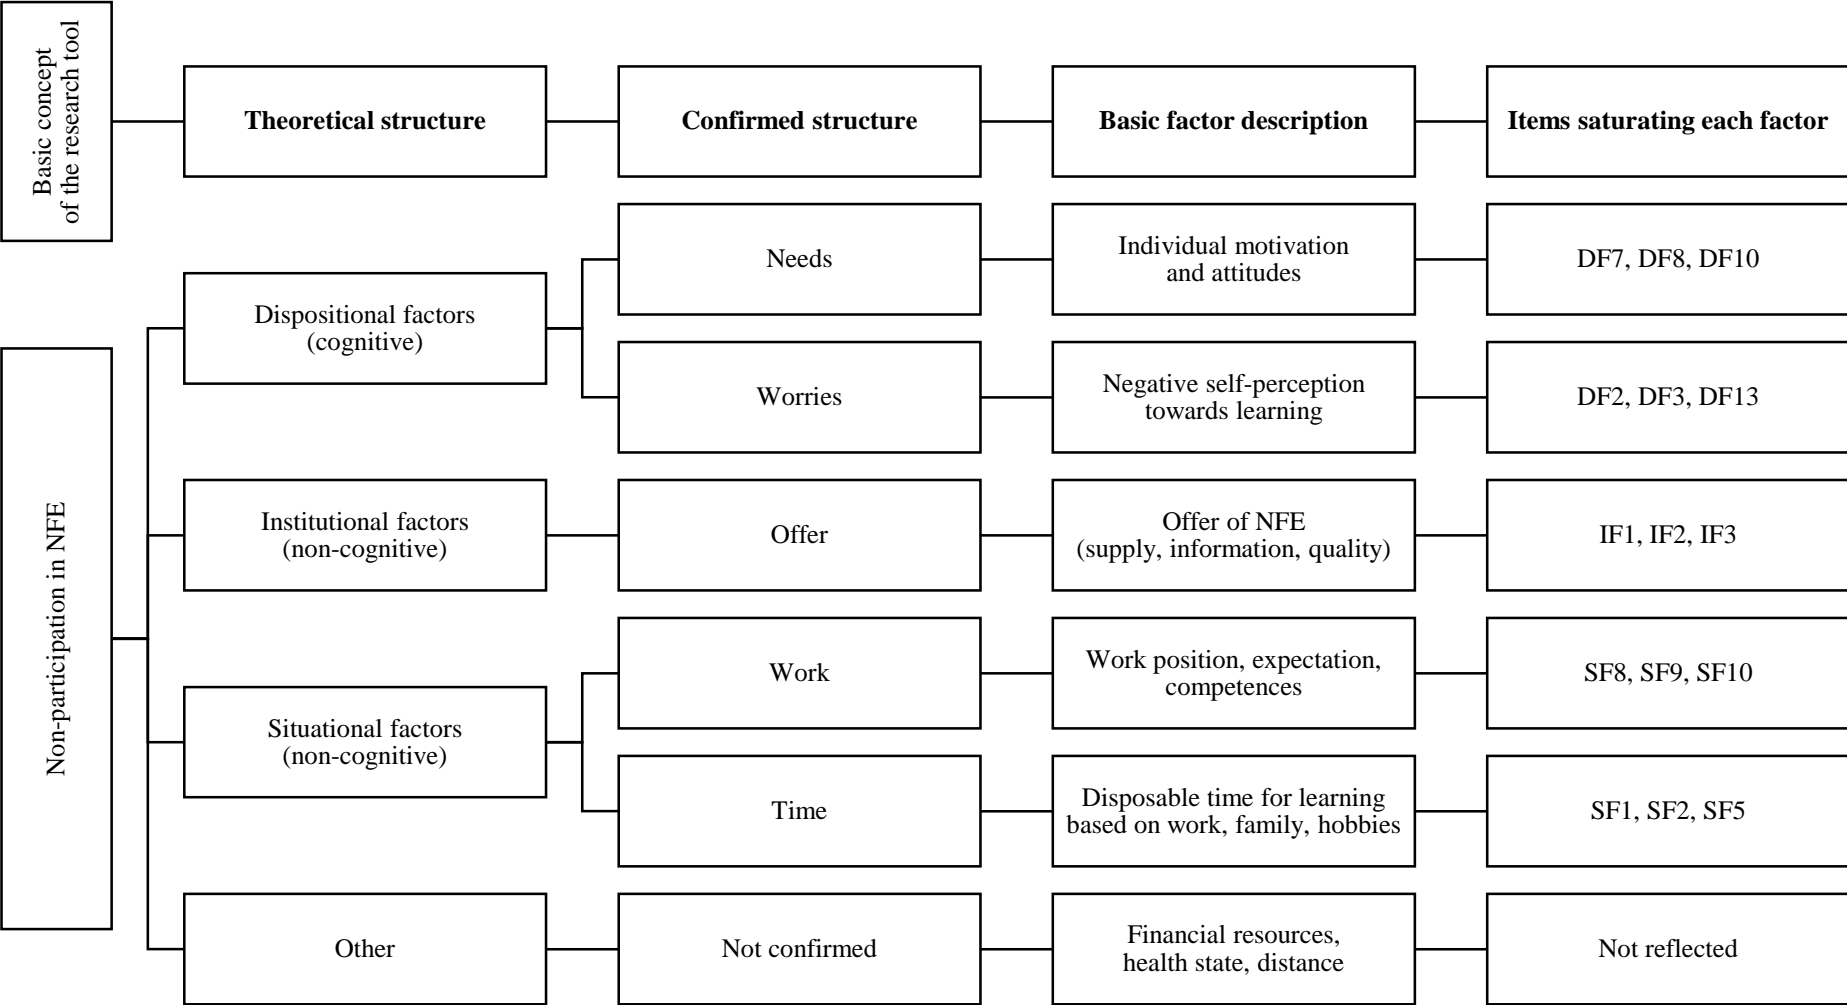 Basic concept
of the research tool
Theoretical structure
Confirmed structure
Basic factor description
Items saturating each factor
Non-participation in NFE
Dispositional factors
(cognitive)
Needs
Individual motivation
and attitudes
DF7, DF8, DF10
Worries
Negative self-perception
towards learning
DF2, DF3, DF13
Institutional factors
(non-cognitive)
Offer
Offer of NFE
(supply, information, quality)
IF1, IF2, IF3
Situational factors
(non-cognitive)
Work
Work position, expectation,
competences
SF8, SF9, SF10
Time
Disposable time for learning
based on work, family, hobbies
SF1, SF2, SF5
Other
Not confirmed
Financial resources,
health state, distance
Not reflected